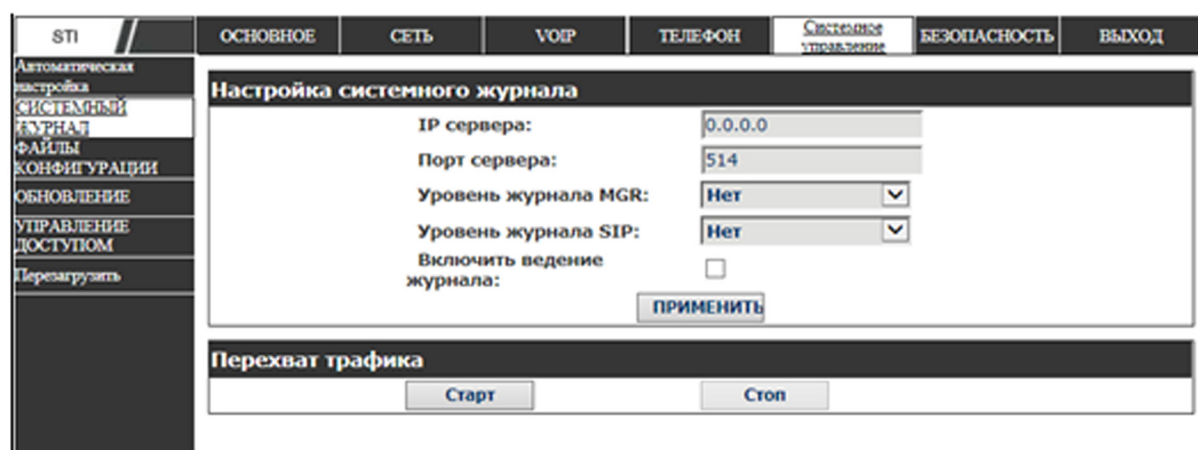 STI
ОСНОВНОЕ
СЕТЬ
VOIP
ТЕЛЕФОН
Системное
управление
БЕЗОПАСНОСТЬ
ВЫХОД
Автоматическая
настройка
СИСТЕМНЫЙ
ЖУРНАЛ
ФАЙЛЫ
КОНФИГУРАЦИИ
ОБНОВЛЕНИЕ
УПРАВЛЕНИЕ
ДОСТУПОМ
Перезагрузить
Настройка системного журнала
IP сервера: 0.0.0.0
Порт сервера: 514
Уровень журнала MGR: Нет
Уровень журнала SIP: Нет
Включить ведение
журнала:
ПРИМЕНИТЬ
Перехват трафика
Старт Стоп